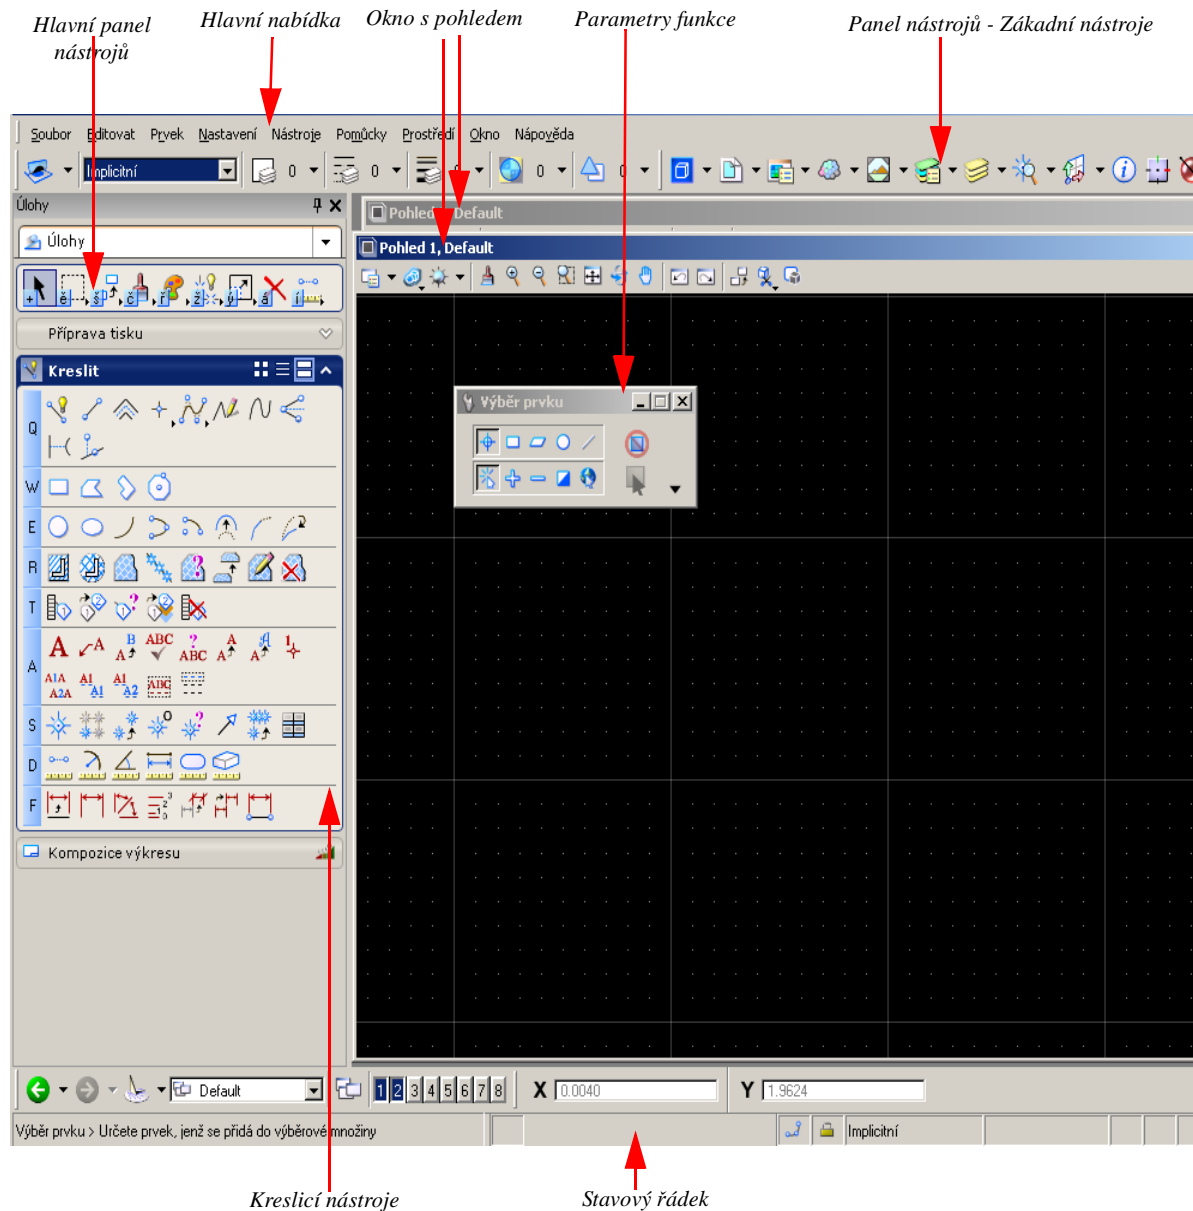 Hlavní panel
nástrojů
Hlavní nabídka
Okno s pohledem
Parametry funkce
Panel nástrojů - Zákadní nástroje
Soubor Editovat Prvek Nastavení Nástroje Pomůcky Prostředí Okno Nápověda
Implicitní 0 0 0 0
Úlohy
Pohled Default
Úlohy
Pohled 1, Default
ě š č ř ž ý á í
Příprava tisku
Kreslit
Výběr prvku
Q
W
E
R
T
A
S
D
F
Kompozice výkresu
Default 1 2 3 4 5 6 7 8 X 0.0040 Y 1.9624
Výběr prvku > Určete prvek, jenž se přidá do výběrové množiny Implicitní
Kreslicí nástroje
Stavový řádek